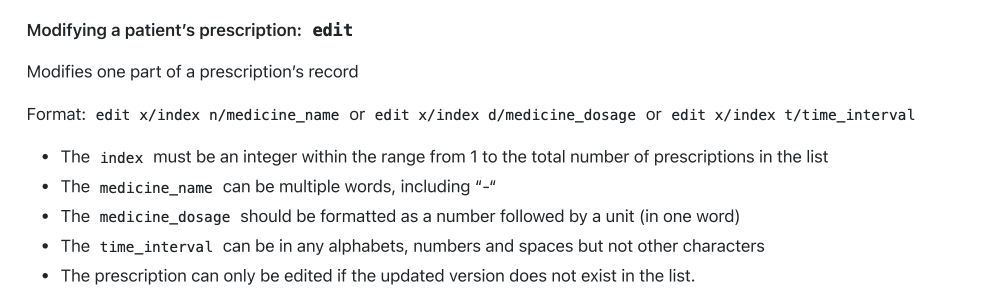 Modifying a patient’s prescription: edit
Modifies one part of a prescription’s record
Format: edit x/index n/medicine_name or edit x/index d/medicine_dosage or edit x/index t/time_interval
• The index must be an integer within the range from 1 to the total number of prescriptions in the list
• The medicine_name can be multiple words, including “-“
• The medicine_dosage should be formatted as a number followed by a unit (in one word)
• The time_interval can be in any alphabets, numbers and spaces but not other characters
• The prescription can only be edited if the updated version does not exist in the list.